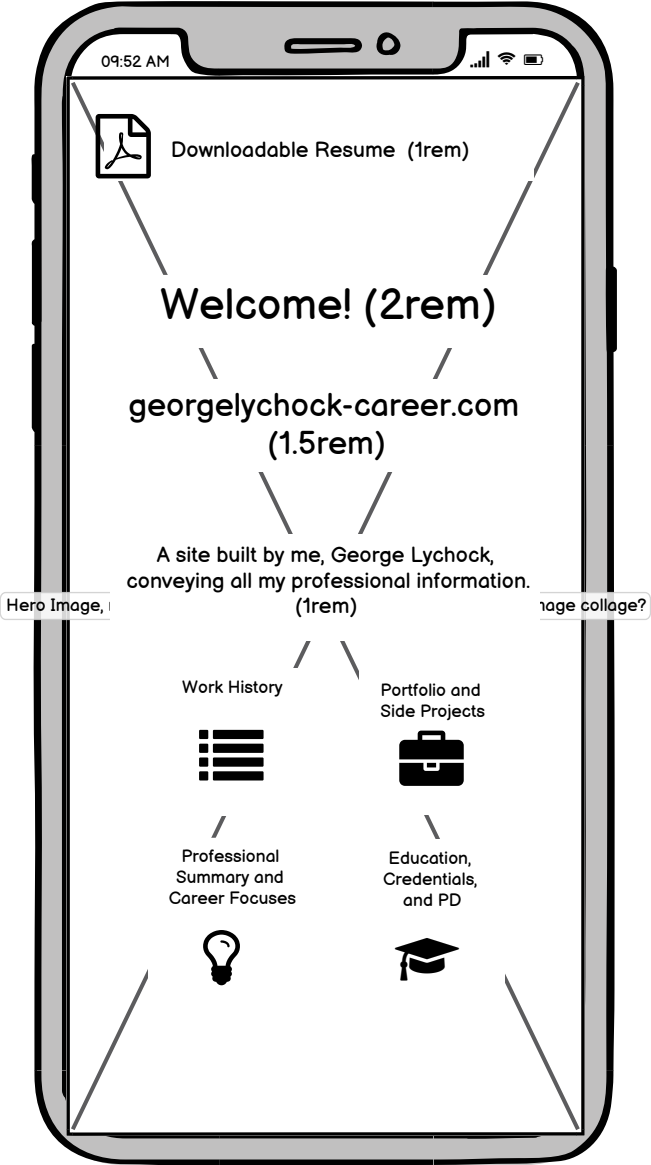 09:52 AM
Downloadable Resume (1rem)
Welcome! (2rem)
georgelychock-career.com
(1.5rem)
A site built by me, George Lychock,
conveying all my professional information.
(1rem)
Hero Image,
collage?
Work History
Portfolio and
Side Projects
Professional
Summary and
Career Focuses
Education,
Credentials,
and PD